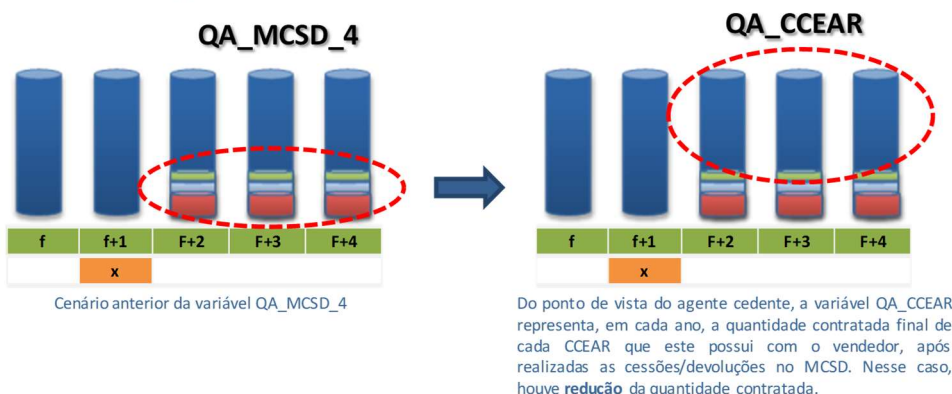 QA_MCSD_4
f f+1 F+2 F+3 F+4
x
Cenário anterior da variável QA_MCSD_4
QA_CCEAR
f f+1 F+2 F+3 F+4
x
Do ponto de vista do agente cedente, a variável QA_CCEAR
representa, em cada ano, a quantidade contratada final de
cada CCEAR que este possui com o vendedor, após
realizadas as cessões/devoluções no MCSD. Nesse caso,
houve redução da quantidade contratada.